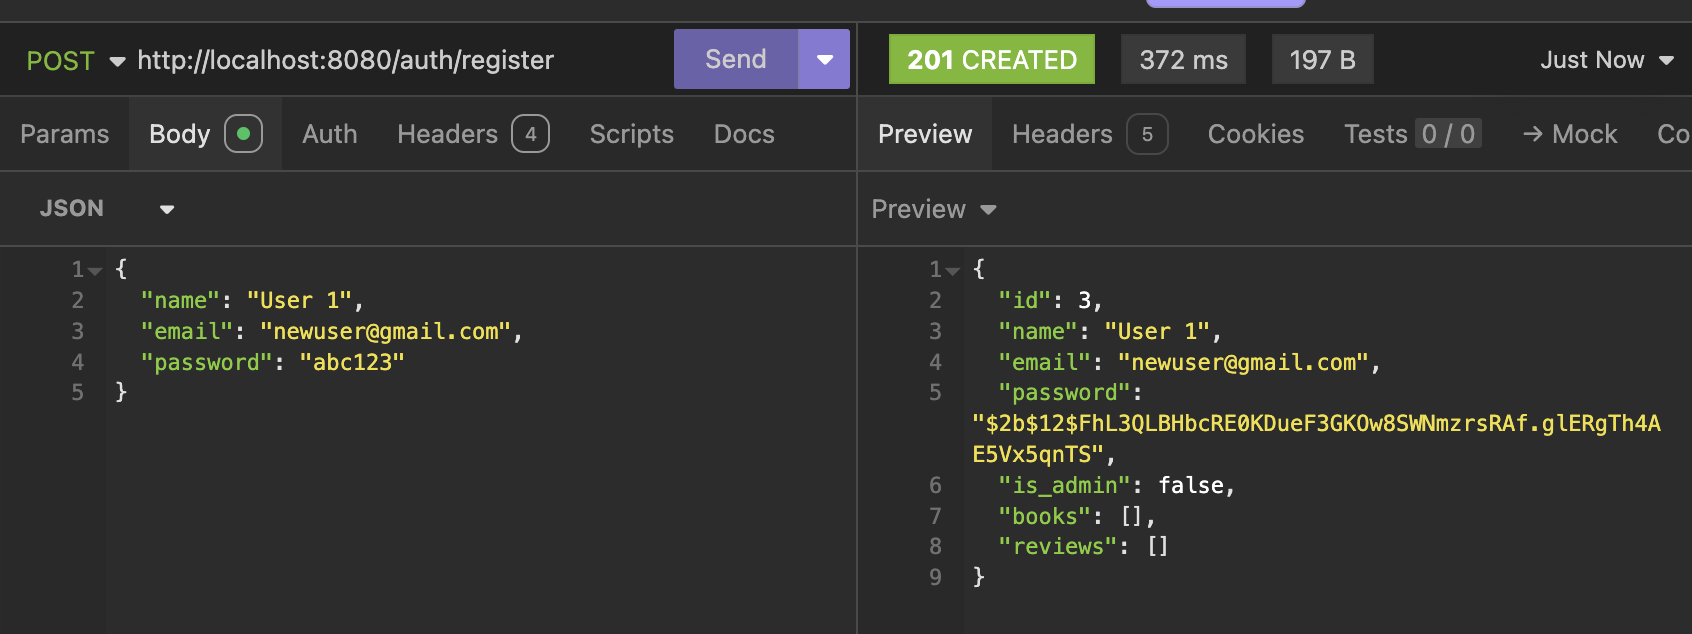 POST http://localhost:8080/auth/register Send
201 CREATED 372 ms 197 B Just Now
Params Body Auth Headers 4 Scripts Docs
Preview Headers 5 Cookies Tests 0 / 0 → Mock Co
JSON
Preview
1 {
2 "name": "User 1",
3 "email": "newuser@gmail.com",
4 "password": "abc123"
5 }
1 {
2 "id": 3,
3 "name": "User 1",
4 "email": "newuser@gmail.com",
5 "password":
"$2b$12$FhL3QLBHbcRE0KDueF3GKOw8SWNmzrsRAf.glERgTh4A
E5Vx5qnTS",
6 "is_admin": false,
7 "books": [],
8 "reviews": []
9 }